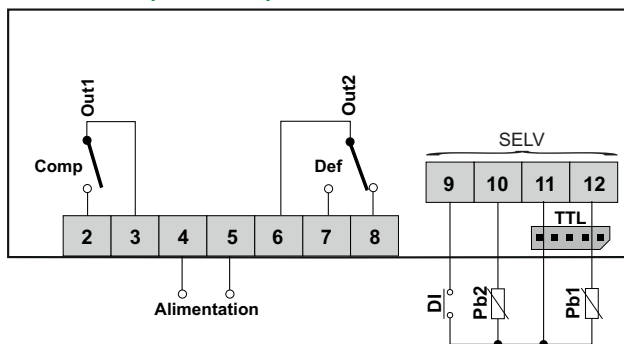 Out1
Out2
Comp
Def
SELV
2 3 4 5 6 7 8
9 10 11 12
TTL
Alimentation
DI
Pb2
Pb1